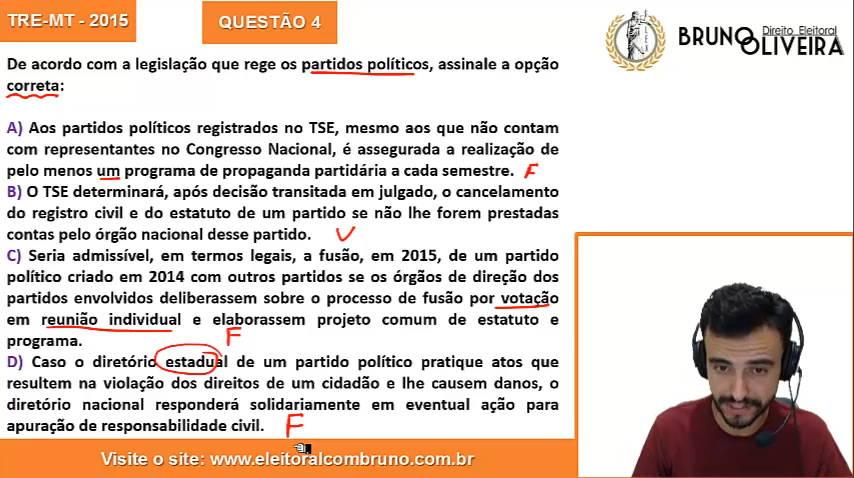 TRE-MT - 2015
QUESTÃO 4
BRUNO
Direito Eleitoral
OLIVEIRA
De acordo com a legislação que rege os partidos políticos, assinale a opção
correta:
A) Aos partidos políticos registrados no TSE, mesmo aos que não contam
com representantes no Congresso Nacional, é assegurada a realização de
pelo menos um programa de propaganda partidária a cada semestre. F
B) O TSE determinará, após decisão transitada em julgado, o cancelamento
do registro civil e do estatuto de um partido se não lhe forem prestadas
contas pelo órgão nacional desse partido. V
C) Seria admissível, em termos legais, a fusão, em 2015, de um partido
político criado em 2014 com outros partidos se os órgãos de direção dos
partidos envolvidos deliberassem sobre o processo de fusão por votação
em reunião individual e elaborassem projeto comum de estatuto e
programa. F
D) Caso o diretório estadual de um partido político pratique atos que
resultem na violação dos direitos de um cidadão e lhe causem danos, o
diretório nacional responderá solidariamente em eventual ação para
apuração de responsabilidade civil. F
Visite o site: www.eleitoralcombruno.com.br